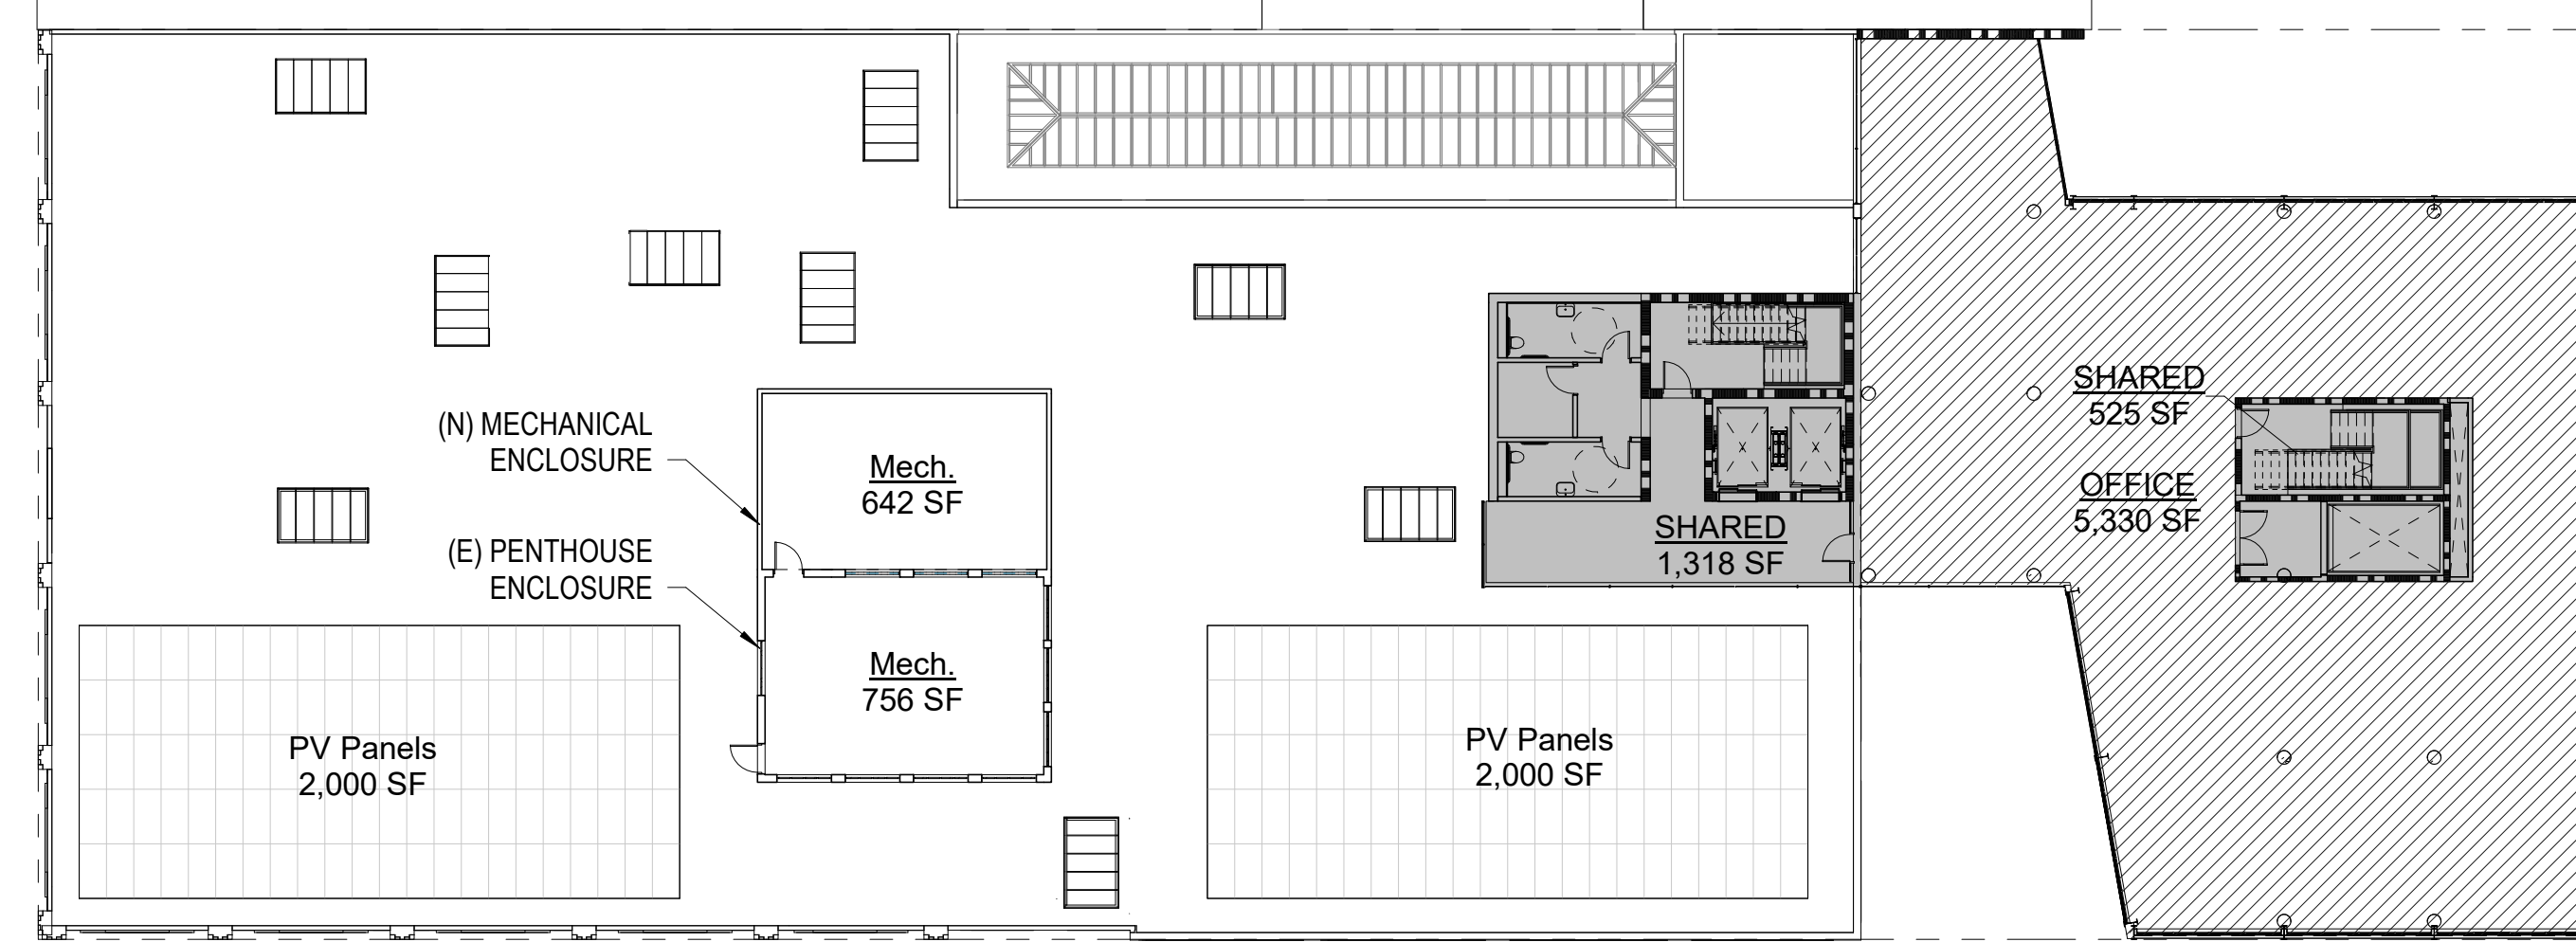 (N) MECHANICAL
ENCLOSURE
Mech.
642 SF
(E) PENTHOUSE
ENCLOSURE
Mech.
756 SF
PV Panels
2,000 SF
PV Panels
2,000 SF
SHARED
1,318 SF
SHARED
525 SF
OFFICE
5,330 SF